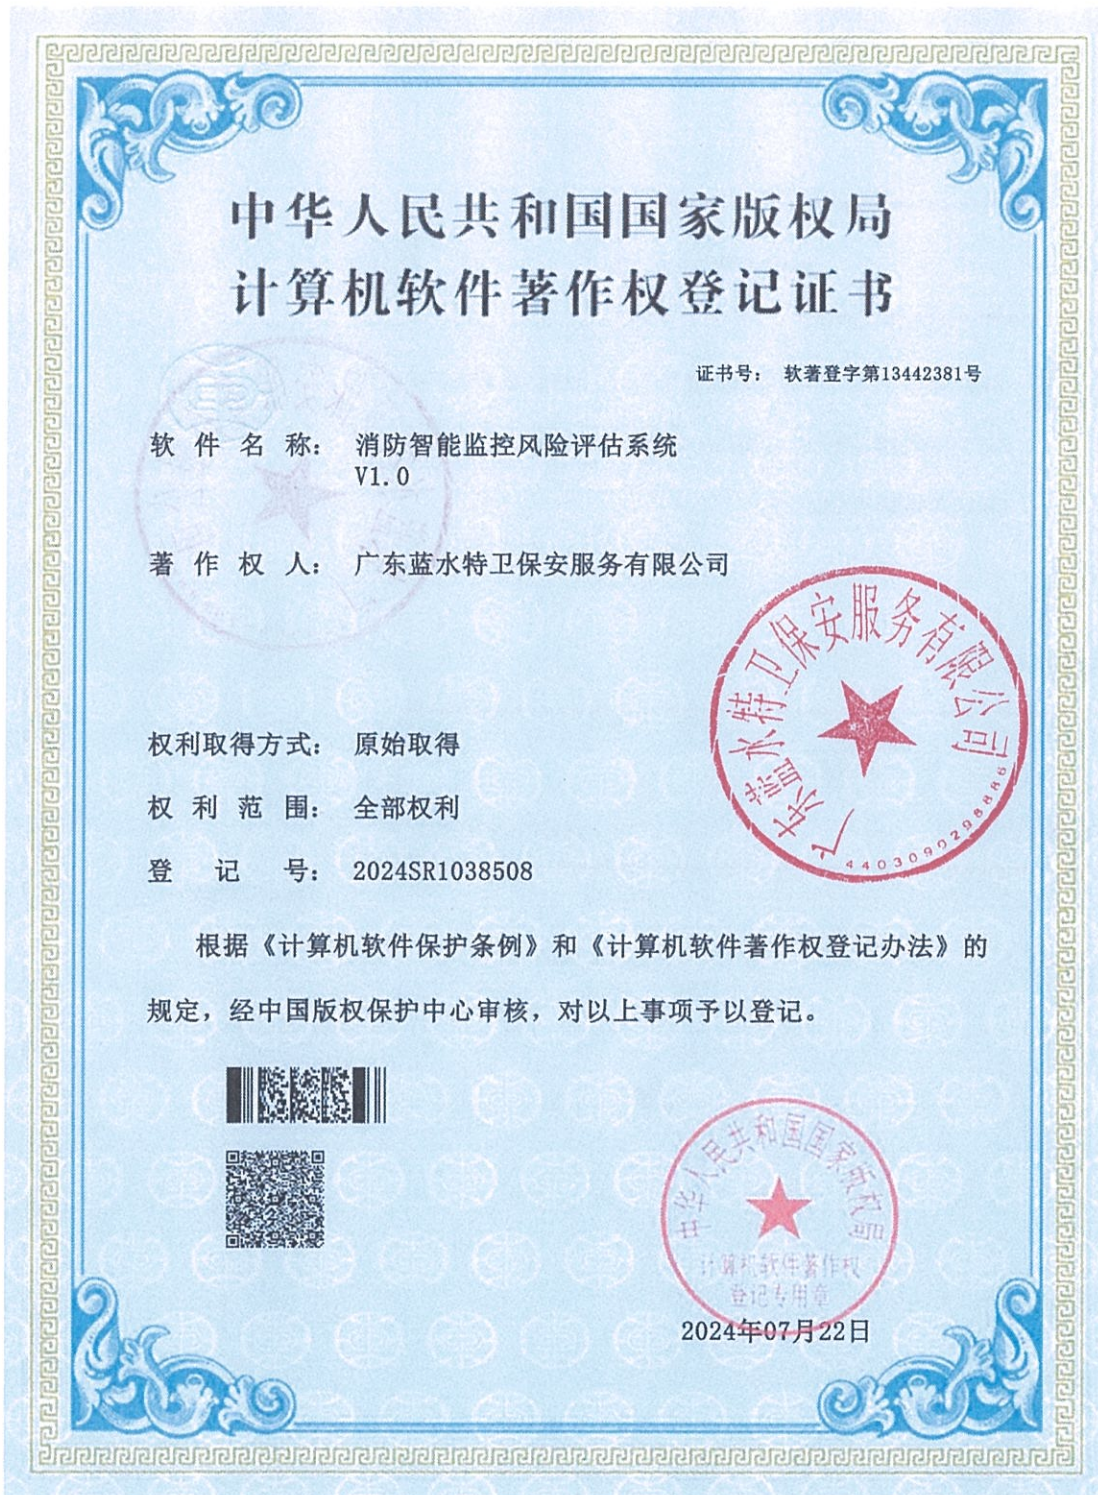 中华人民共和国国家版权局
计算机软件著作权登记证书
证书号： 软著登字第13442381号
软件名称： 消防智能监控风险评估系统
V1.0
著作权人： 广东蓝水特卫保安服务有限公司
广东蓝水特卫保安服务有限公司
4403090298886
权利取得方式： 原始取得
权利范围： 全部权利
登记号： 2024SR1038508
根据《计算机软件保护条例》和《计算机软件著作权登记办法》的
规定，经中国版权保护中心审核，对以上事项予以登记。
中华人民共和国国家版权局
计算机软件著作权
登记专用章
2024年07月22日